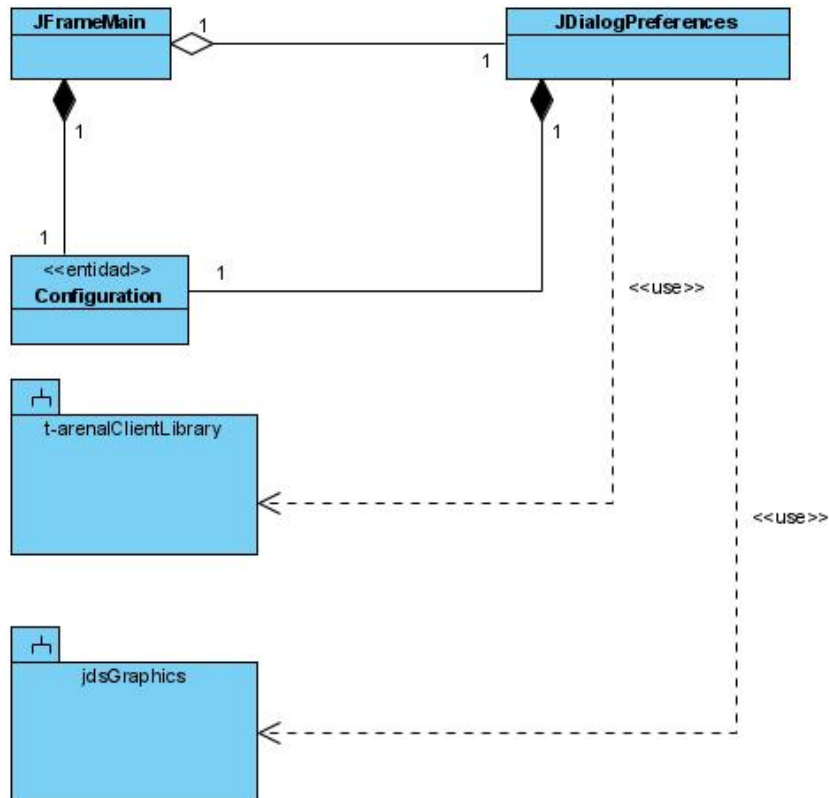 JFrameMain
1
1
JDialogPreferences
1
1
1
<<entidad>>
Configuration
1
<<use>>
t-arenalClientLibrary
<<use>>
jdsGraphics